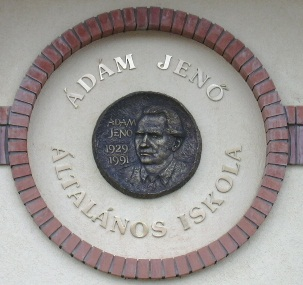 ÁDÁM JENŐ
ÁDÁM
JENŐ
1929
1991
ÁLTALÁNOS ISKOLA